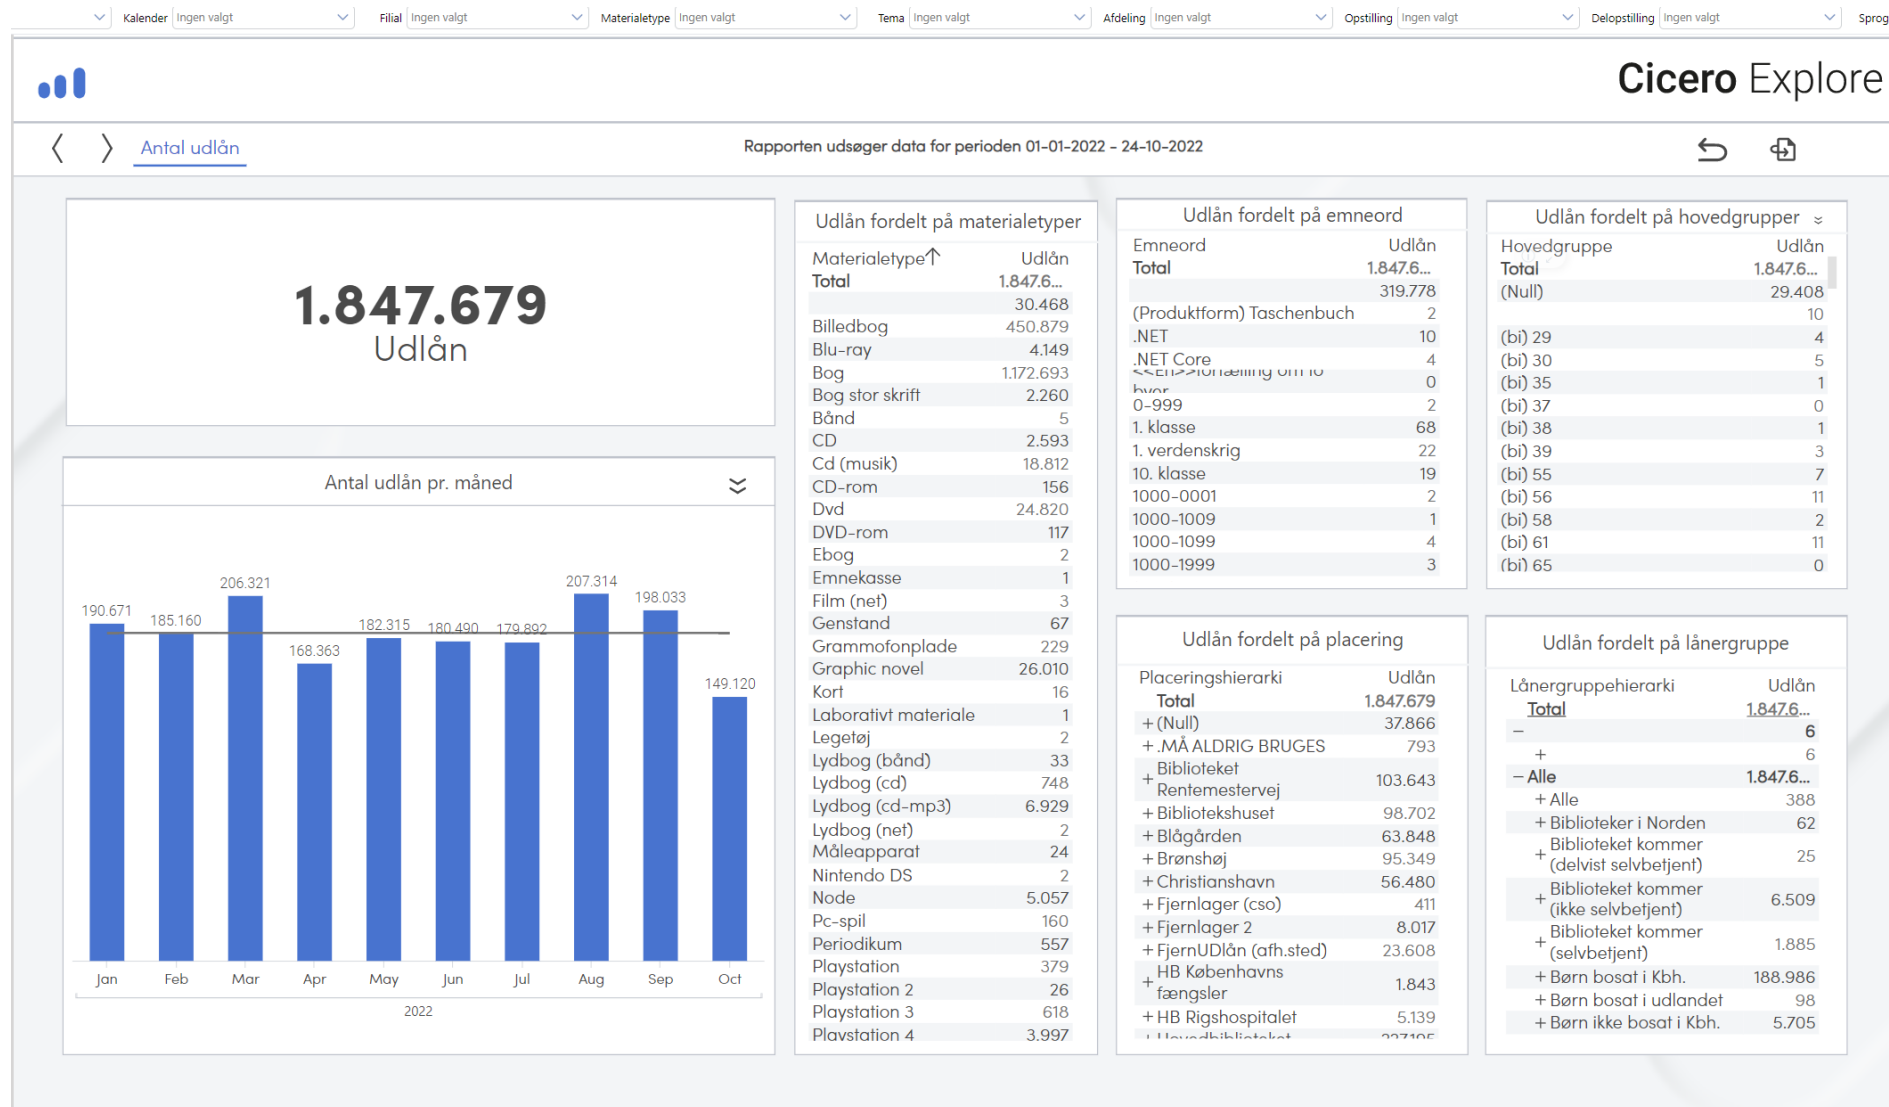 Kalender Ingen valgt Filial Ingen valgt Materialetype Ingen valgt Tema Ingen valgt Afdeling Ingen valgt Opstilling Ingen valgt Delopstilling Ingen valgt Sprog
Cicero Explore
Antal udlån
Rapporten udsøger data for perioden 01-01-2022 - 24-10-2022
1.847.679
Udlån
Antal udlån pr. måned
190.671
185.160
206.321
168.363
182.315
180.490
179.892
207.314
198.033
149.120
Jan Feb Mar Apr May Jun Jul Aug Sep Oct
2022
Udlån fordelt på materialetyper
Materialetype Udlån
Total 1.847.6...
30.468
Billedbog 450.879
Blu-ray 4.149
Bog 1.172.693
Bog stor skrift 2.260
Bånd 5
CD 2.593
Cd (musik) 18.812
CD-rom 156
Dvd 24.820
DVD-rom 117
Ebog 2
Emnekasse 1
Film (net) 3
Genstand 67
Grammofonplade 229
Graphic novel 26.010
Kort 16
Laborativt materiale 1
Legetøj 2
Lydbog (bånd) 33
Lydbog (cd) 748
Lydbog (cd-mp3) 6.929
Lydbog (net) 2
Måleapparat 24
Nintendo DS 2
Node 5.057
Pc-spil 160
Periodikum 557
Playstation 379
Playstation 2 26
Playstation 3 618
Playstation 4 3.997
Udlån fordelt på emneord
Emneord Udlån
Total 1.847.6...
319.778
(Produktform) Taschenbuch 2
.NET 10
.NET Core 4
<<En>>fortælling om to
byer 0
0-999 2
1. klasse 68
1. verdenskrig 22
10. klasse 19
1000-0001 2
1000-1009 1
1000-1099 4
1000-1999 3
Udlån fordelt på hovedgrupper
Hovedgruppe Udlån
Total 1.847.6...
(Null) 29.408
10
(bi) 29 4
(bi) 30 5
(bi) 35 1
(bi) 37 0
(bi) 38 1
(bi) 39 3
(bi) 55 7
(bi) 56 11
(bi) 58 2
(bi) 61 11
(bi) 65 0
Udlån fordelt på placering
Placeringshierarki Udlån
Total 1.847.679
+ (Null) 37.866
+ .MÅ ALDRIG BRUGES 793
+ Biblioteket
Rentemestervej 103.643
+ Bibliotekshuset 98.702
+ Blågården 63.848
+ Brønshøj 95.349
+ Christianshavn 56.480
+ Fjernlager (cso) 411
+ Fjernlager 2 8.017
+ FjernUDlån (afh.sted) 23.608
+ HB Københavns
fængsler 1.843
+ HB Rigshospitalet 5.139
+ Hovedbiblioteket
Udlån fordelt på lånergruppe
Lånergruppehierarki Udlån
Total 1.847.6...
− 6
+ 6
− Alle 1.847.6...
+ Alle 388
+ Biblioteker i Norden 62
+ Biblioteket kommer
(delvist selvbetjent) 25
+ Biblioteket kommer
(ikke selvbetjent) 6.509
+ Biblioteket kommer
(selvbetjent) 1.885
+ Børn bosat i Kbh. 188.986
+ Børn bosat i udlandet 98
+ Børn ikke bosat i Kbh. 5.705